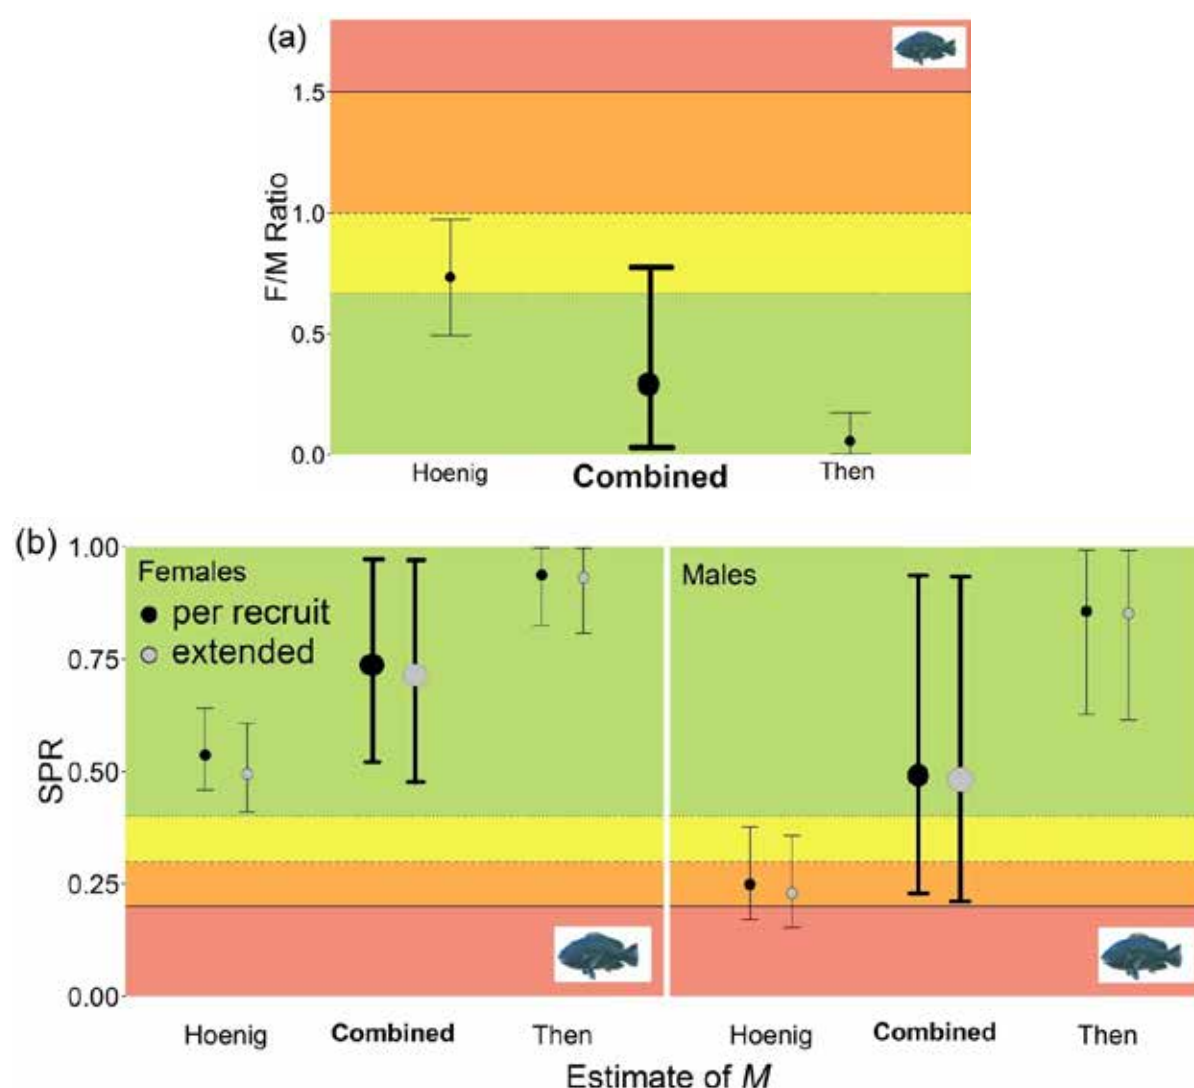 (a)
F/M Ratio
1.5
1.0
0.5
0.0
Hoenig
Combined
Then
(b)
SPR
1.00
0.75
0.50
0.25
0.00
Females
per recruit
extended
Males
Hoenig
Combined
Then
Hoenig
Combined
Then
Estimate of M